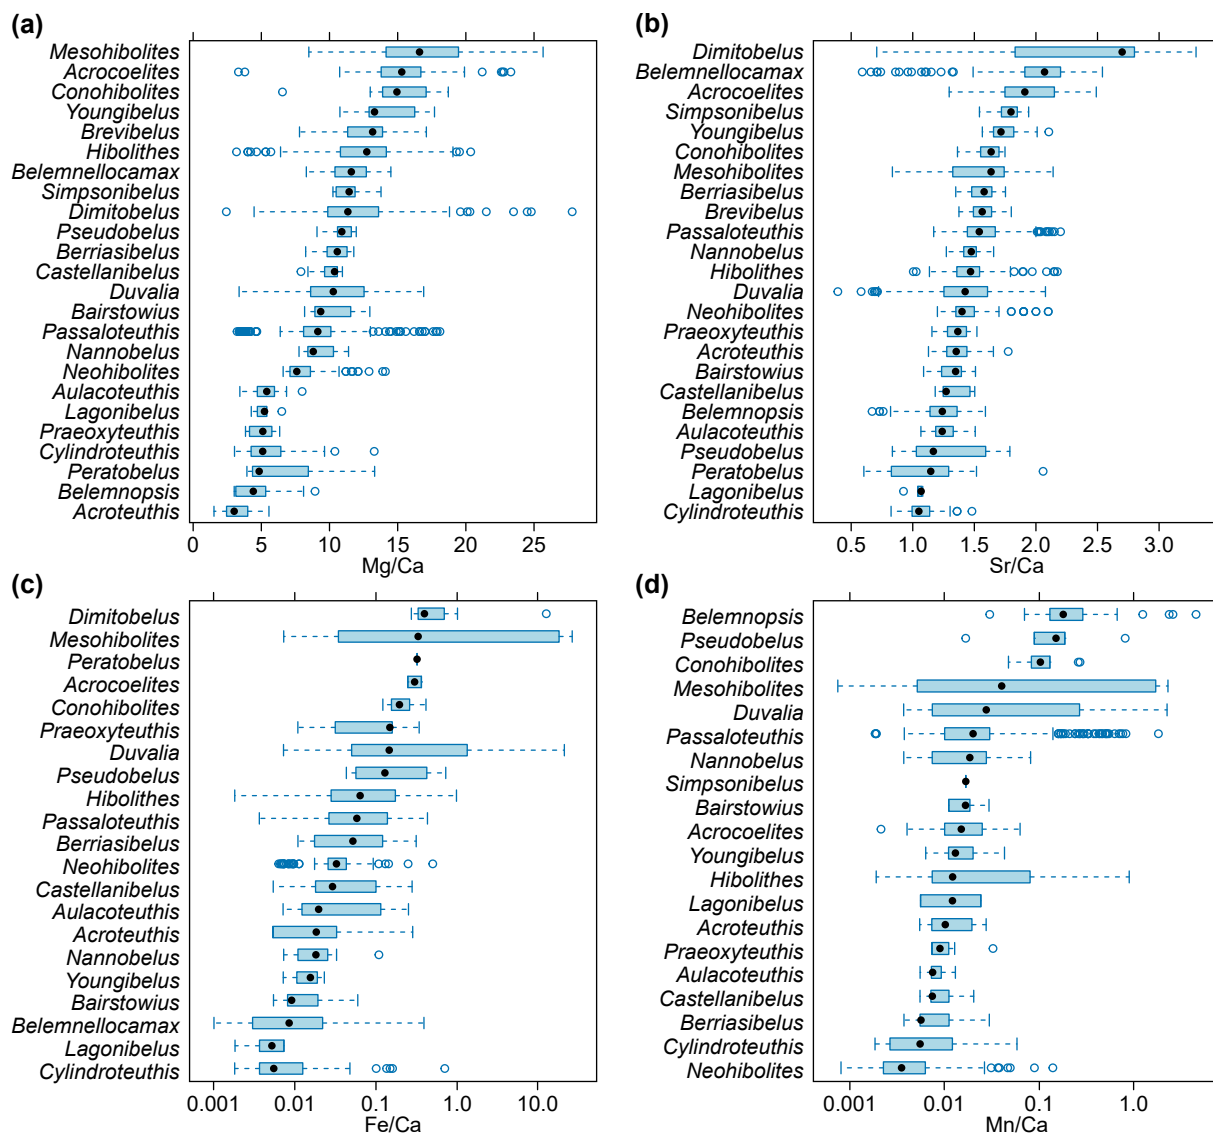 (a)
Mesohibolites
Acrocoelites
Conohibolites
Youngibelus
Brevibelus
Hibolithes
Belemnellocamax
Simpsonibelus
Dimitobelus
Pseudobelus
Berriasibelus
Castellanibelus
Duvalia
Bairstowius
Passaloteuthis
Nannobelus
Neohibolites
Aulacoteuthis
Lagonibelus
Praeoxyteuthis
Cylindroteuthis
Peratobelus
Belemnopsis
Acroteuthis
0 5 10 15 20 25
Mg/Ca
(b)
Dimitobelus
Belemnellocamax
Acrocoelites
Simpsonibelus
Youngibelus
Conohibolites
Mesohibolites
Berriasibelus
Brevibelus
Passaloteuthis
Nannobelus
Hibolithes
Duvalia
Neohibolites
Praeoxyteuthis
Acroteuthis
Bairstowius
Castellanibelus
Belemnopsis
Aulacoteuthis
Pseudobelus
Peratobelus
Lagonibelus
Cylindroteuthis
0.5 1.0 1.5 2.0 2.5 3.0
Sr/Ca
(c)
Dimitobelus
Mesohibolites
Peratobelus
Acrocoelites
Conohibolites
Praeoxyteuthis
Duvalia
Pseudobelus
Hibolithes
Passaloteuthis
Berriasibelus
Neohibolites
Castellanibelus
Aulacoteuthis
Acroteuthis
Nannobelus
Youngibelus
Bairstowius
Belemnellocamax
Lagonibelus
Cylindroteuthis
0.001 0.01 0.1 1.0 10.0
Fe/Ca
(d)
Belemnopsis
Pseudobelus
Conohibolites
Mesohibolites
Duvalia
Passaloteuthis
Nannobelus
Simpsonibelus
Bairstowius
Acrocoelites
Youngibelus
Hibolithes
Lagonibelus
Acroteuthis
Praeoxyteuthis
Aulacoteuthis
Castellanibelus
Berriasibelus
Cylindroteuthis
Neohibolites
0.001 0.01 0.1 1.0
Mn/Ca